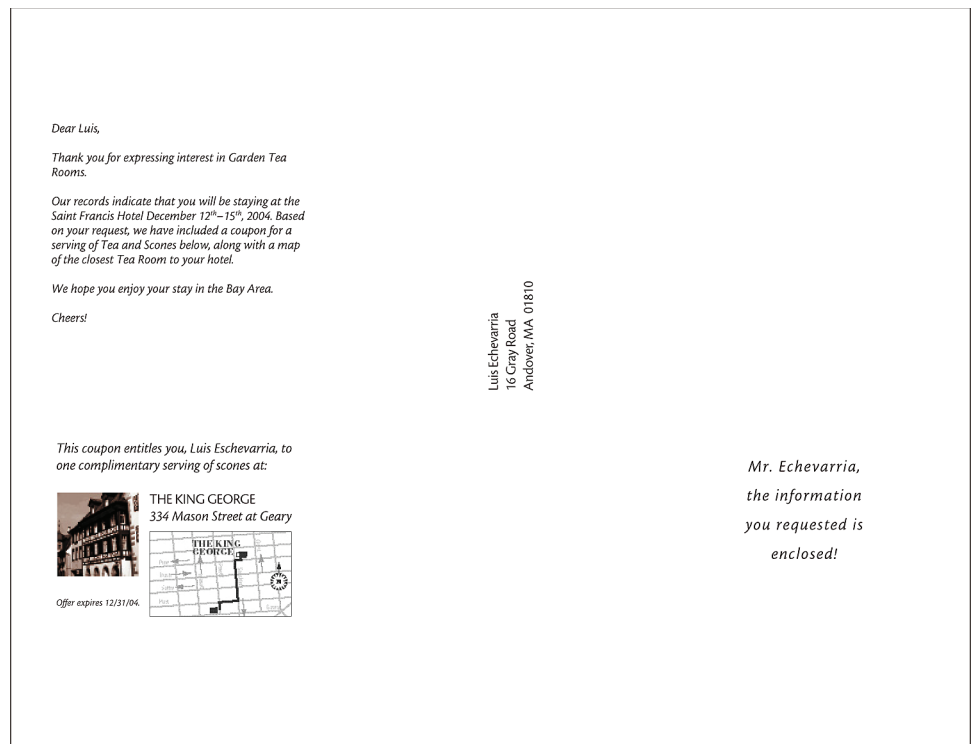 Dear Luis,
Thank you for expressing interest in Garden Tea
Rooms.
Our records indicate that you will be staying at the
Saint Francis Hotel December 12th–15th, 2004. Based
on your request, we have included a coupon for a
serving of Tea and Scones below, along with a map
of the closest Tea Room to your hotel.
We hope you enjoy your stay in the Bay Area.
Cheers!
This coupon entitles you, Luis Eschevarria, to
one complimentary serving of scones at:
THE KING GEORGE
334 Mason Street at Geary
THE KING
GEORGE
Post
Offer expires 12/31/04.
Luis Echevarria
16 Gray Road
Andover, MA 01810
Mr. Echevarria,
the information
you requested is
enclosed!